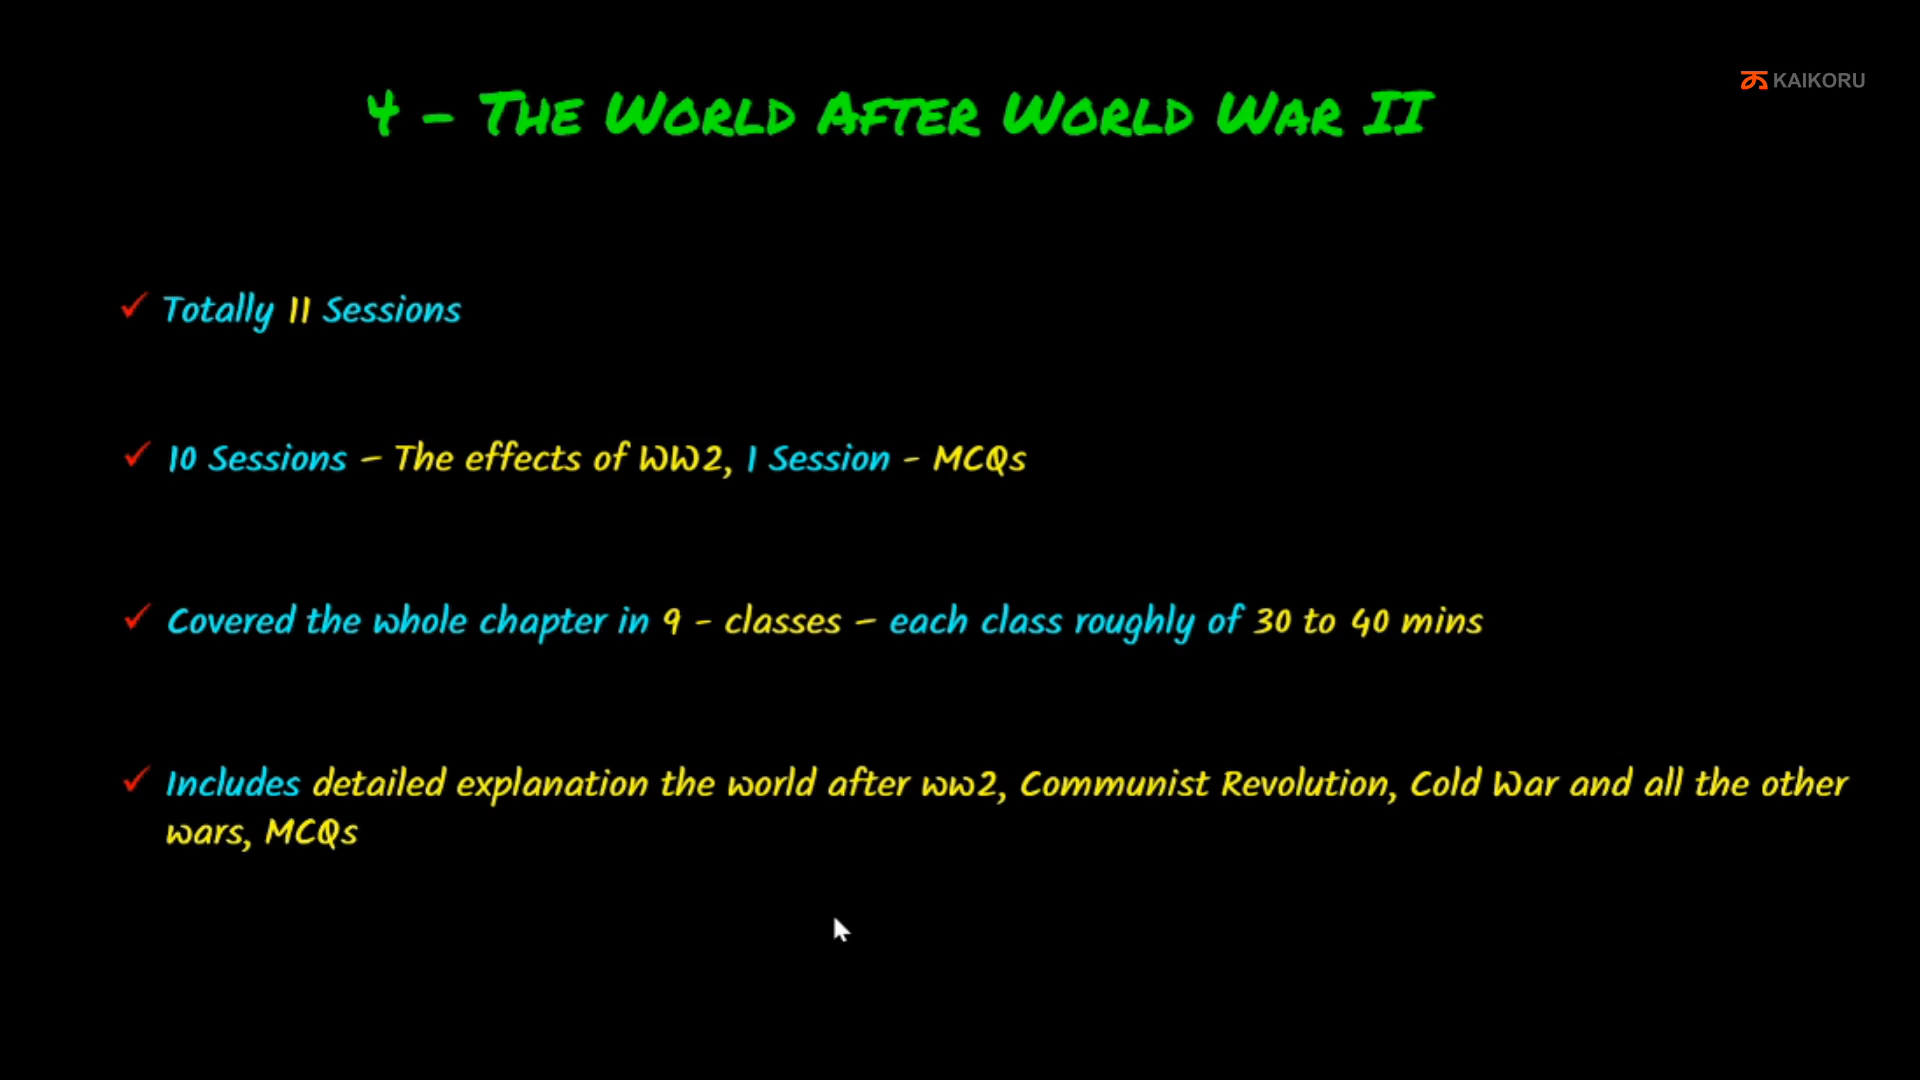 KAIKORU
4 - The World After World War II
Totally 11 Sessions
10 Sessions – The effects of WW2, 1 Session - MCQs
Covered the whole chapter in 9 - classes – each class roughly of 30 to 40 mins
Includes detailed explanation the world after ww2, Communist Revolution, Cold War and all the other
wars, MCQs